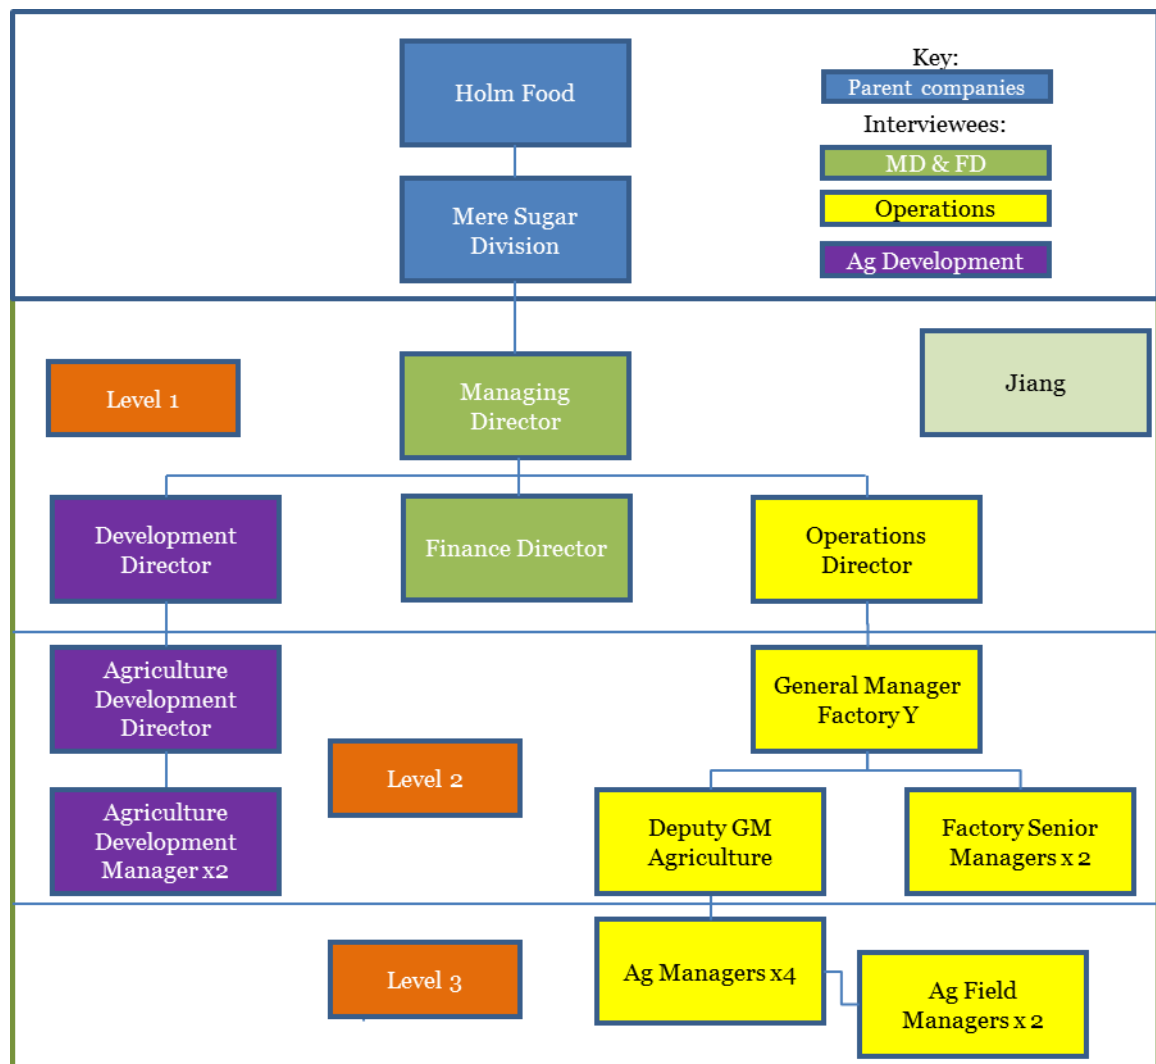 Holm Food
Key:
Parent companies
Interviewees:
MD & FD
Operations
Ag Development
Mere Sugar
Division
Level 1
Managing
Director
Jiang
Development
Director
Finance Director
Operations
Director
Agriculture
Development
Director
General Manager
Factory Y
Level 2
Agriculture
Development
Manager x2
Deputy GM
Agriculture
Factory Senior
Managers x 2
Level 3
Ag Managers x4
Ag Field
Managers x 2